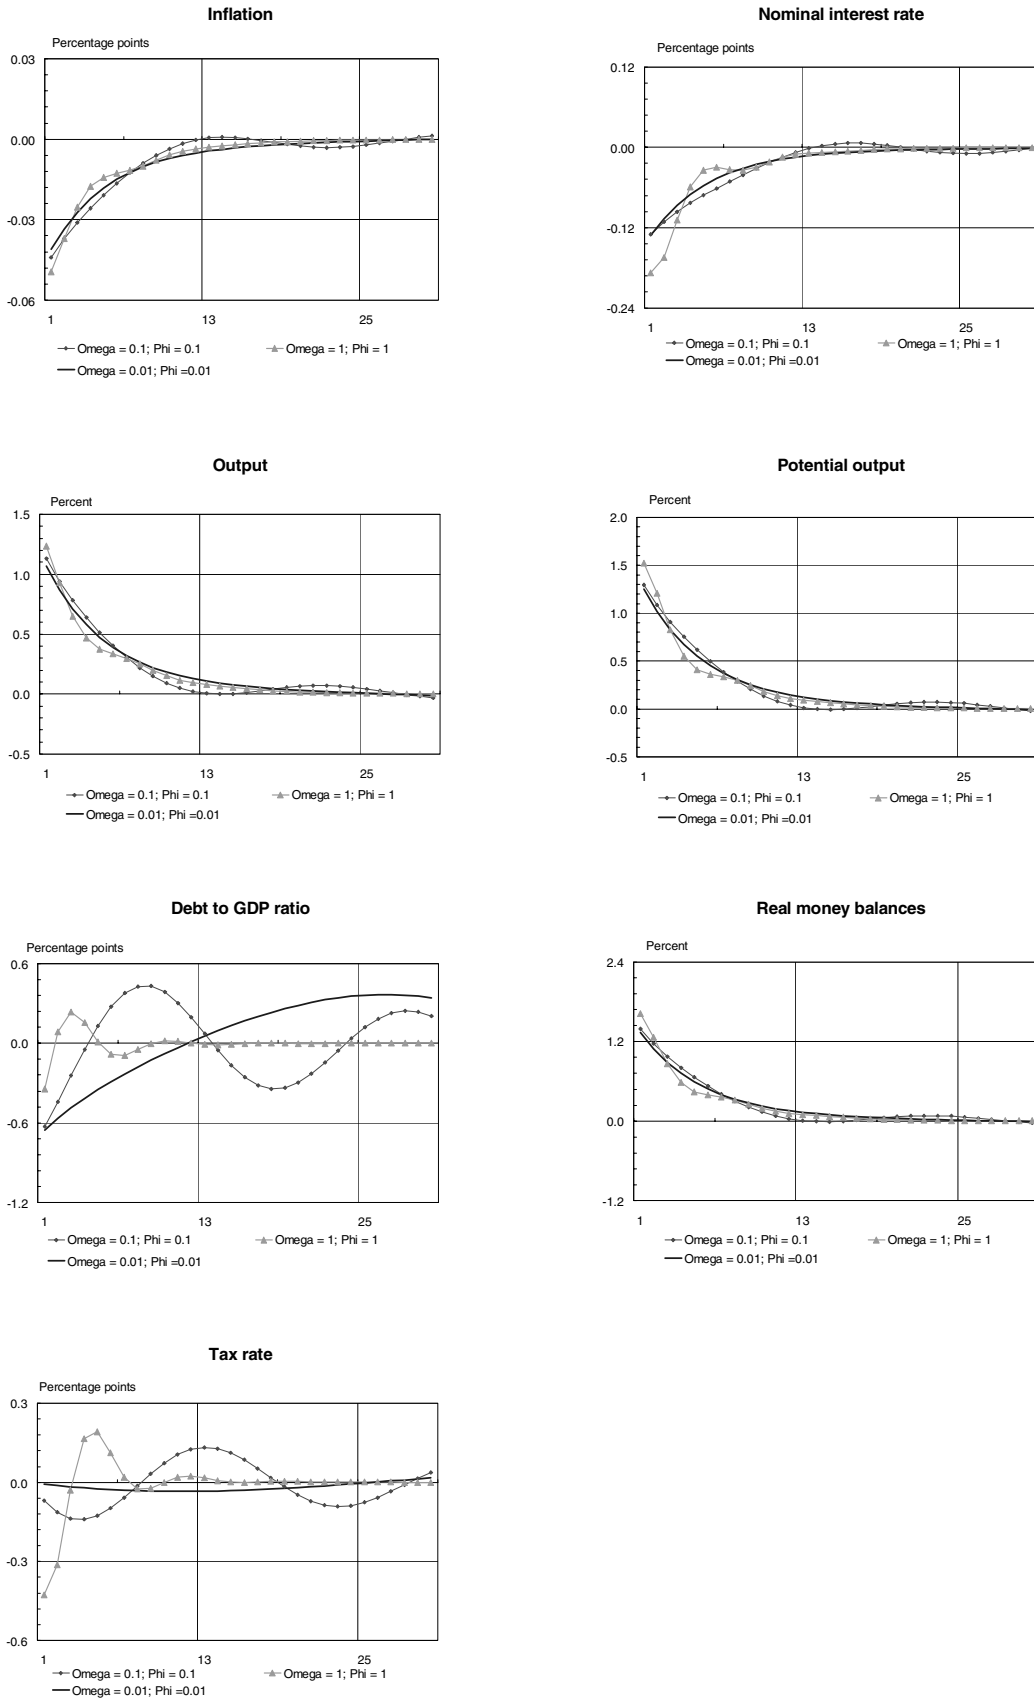 Inflation
Percentage points
0.03
0.00
-0.03
-0.06
1 13 25
Omega = 0.1; Phi = 0.1 Omega = 1; Phi = 1
Omega = 0.01; Phi =0.01
Nominal interest rate
Percentage points
0.12
0.00
-0.12
-0.24
1 13 25
Omega = 0.1; Phi = 0.1 Omega = 1; Phi = 1
Omega = 0.01; Phi =0.01
Output
Percent
1.5
1.0
0.5
0.0
-0.5
1 13 25
Omega = 0.1; Phi = 0.1 Omega = 1; Phi = 1
Omega = 0.01; Phi =0.01
Potential output
Percent
2.0
1.5
1.0
0.5
0.0
-0.5
1 13 25
Omega = 0.1; Phi = 0.1 Omega = 1; Phi = 1
Omega = 0.01; Phi =0.01
Debt to GDP ratio
Percentage points
0.6
0.0
-0.6
-1.2
1 13 25
Omega = 0.1; Phi = 0.1 Omega = 1; Phi = 1
Omega = 0.01; Phi =0.01
Real money balances
Percent
2.4
1.2
0.0
-1.2
1 13 25
Omega = 0.1; Phi = 0.1 Omega = 1; Phi = 1
Omega = 0.01; Phi =0.01
Tax rate
Percentage points
0.3
0.0
-0.3
-0.6
1 13 25
Omega = 0.1; Phi = 0.1 Omega = 1; Phi = 1
Omega = 0.01; Phi =0.01